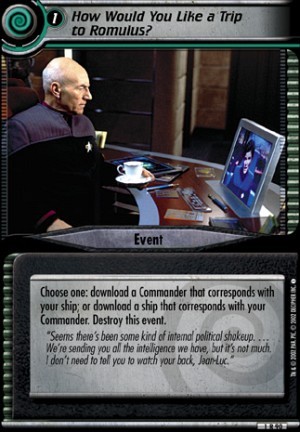 1
How Would You Like a Trip
to Romulus?
Event
Choose one: download a Commander that corresponds with
your ship; or download a ship that corresponds with your
Commander. Destroy this event.
"Seems there's been some kind of internal political shakeup. ...
We're sending you all the intelligence we have, but it's not much.
I don't need to tell you to watch your back, Jean-Luc."
1 R 90